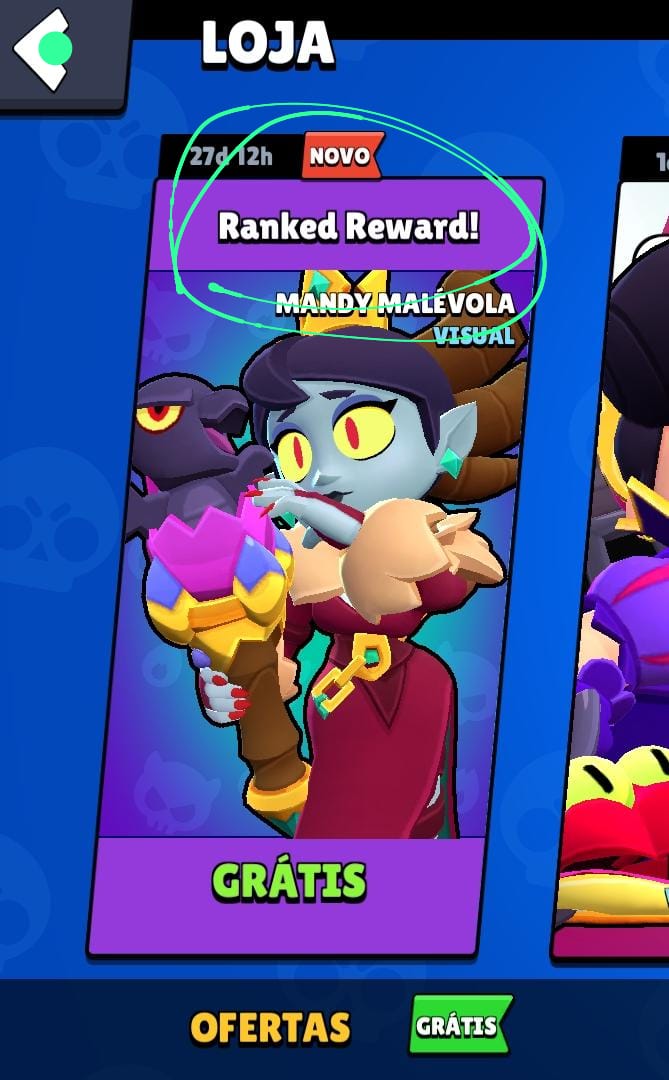 LOJA
27d 12h
NOVO
Ranked Reward!
MANDY MALÉVOLA
VISUAL
GRÁTIS
OFERTAS
GRÁTIS